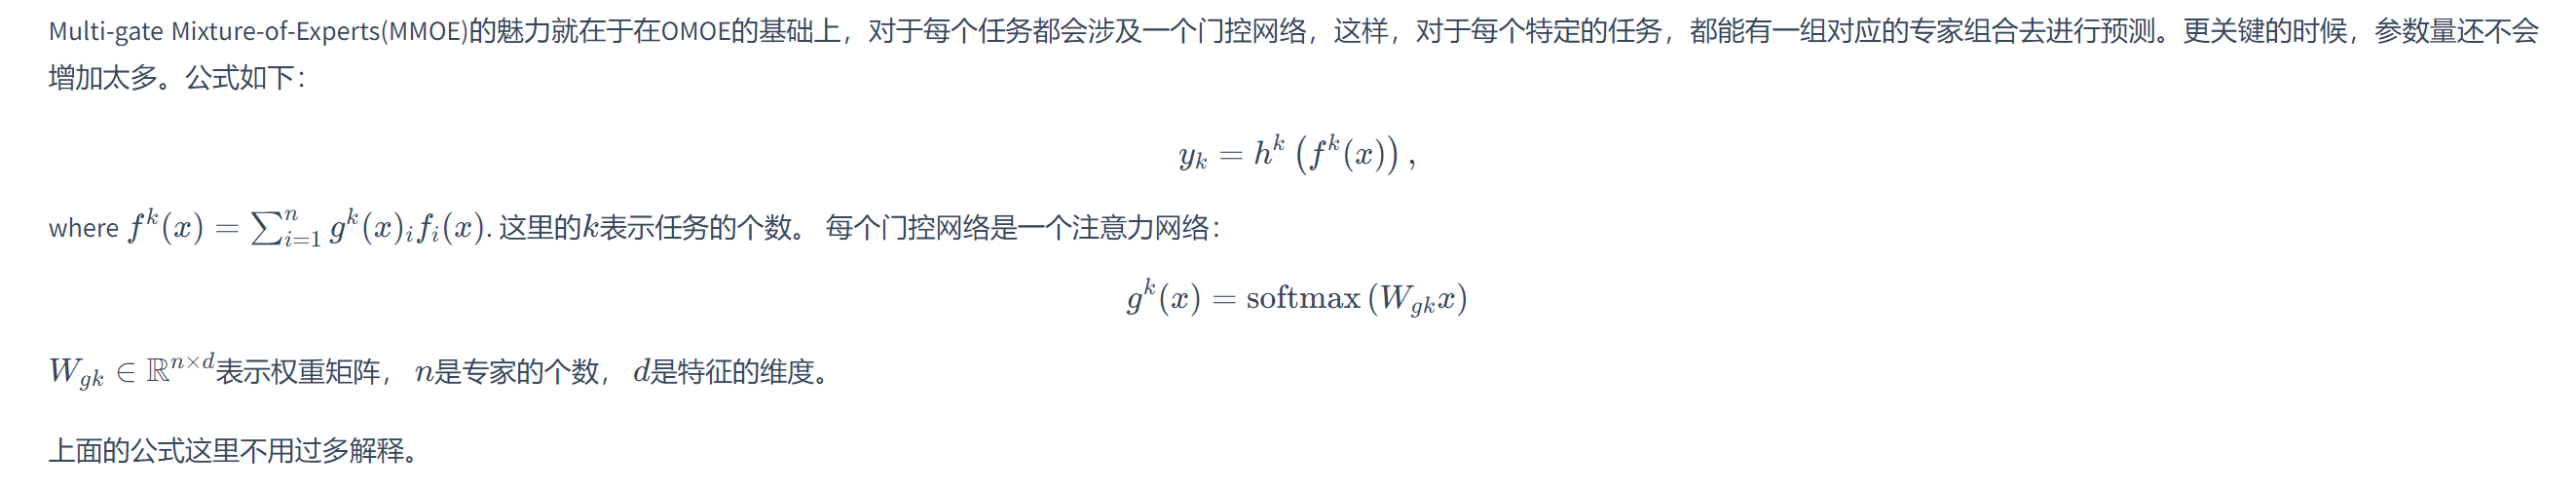 Multi-gate Mixture-of-Experts(MMOE)的魅力就在于在OMOE的基础上，对于每个任务都会涉及一个门控网络，这样，对于每个特定的任务，都能有一组对应的专家组合去进行预测。更关键的时候，参数量还不会
增加太多。公式如下：
$y_k = h^k \left( f^k(x) \right),$
where $f^k(x) = \sum_{i=1}^{n} g^k(x)_i f_i(x)$. 这里的$k$表示任务的个数。 每个门控网络是一个注意力网络：
$g^k(x) = \operatorname{softmax} \left( W_{gk} x \right)$
$W_{gk} \in \mathbb{R}^{n \times d}$表示权重矩阵， $n$是专家的个数， $d$是特征的维度。
上面的公式这里不用过多解释。